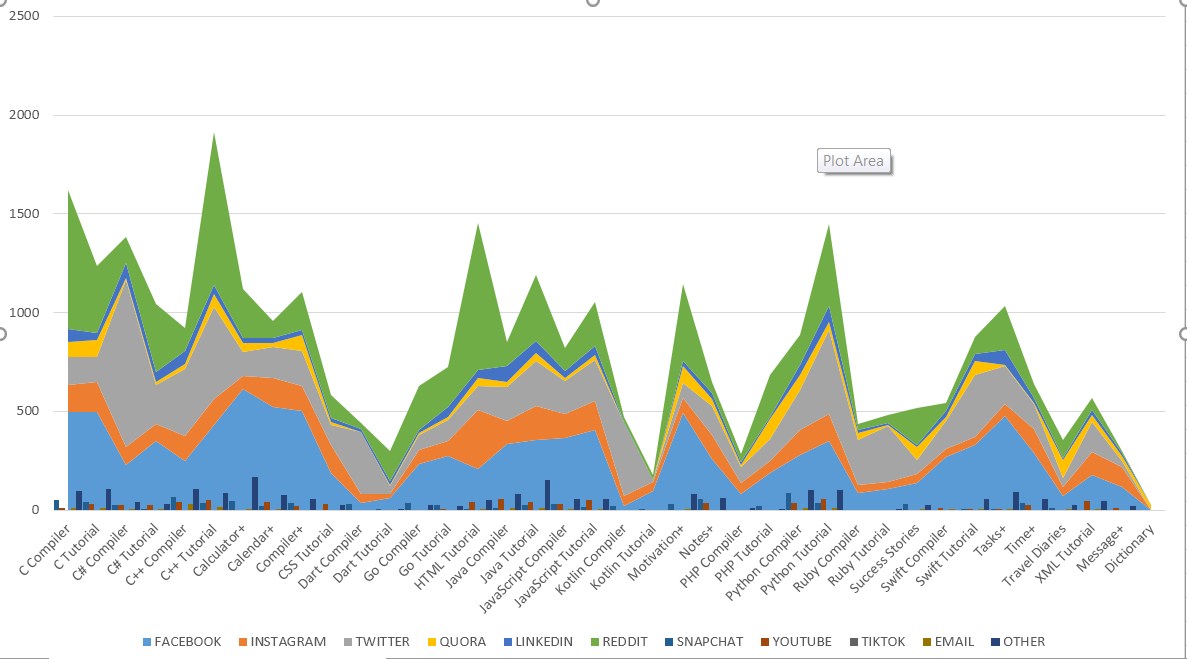 2500
2000
Plot Area
1500
1000
500
0
C Compiler
C Tutorial
C# Compiler
C# Tutorial
C++ Compiler
C++ Tutorial
Calculator+
Calendar+
Compiler+
CSS Tutorial
Dart Compiler
Dart Tutorial
Go Compiler
Go Tutorial
HTML Tutorial
Java Compiler
Java Tutorial
JavaScript Compiler
JavaScript Tutorial
Kotlin Compiler
Kotlin Tutorial
Motivation+
Notes+
PHP Compiler
PHP Tutorial
Python Compiler
Python Tutorial
Ruby Compiler
Ruby Tutorial
Success Stories
Swift Compiler
Swift Tutorial
Tasks+
Time+
Travel Diaries
XML Tutorial
Message+
Dictionary
FACEBOOK INSTAGRAM TWITTER QUORA LINKEDIN REDDIT SNAPCHAT YOUTUBE TIKTOK EMAIL OTHER